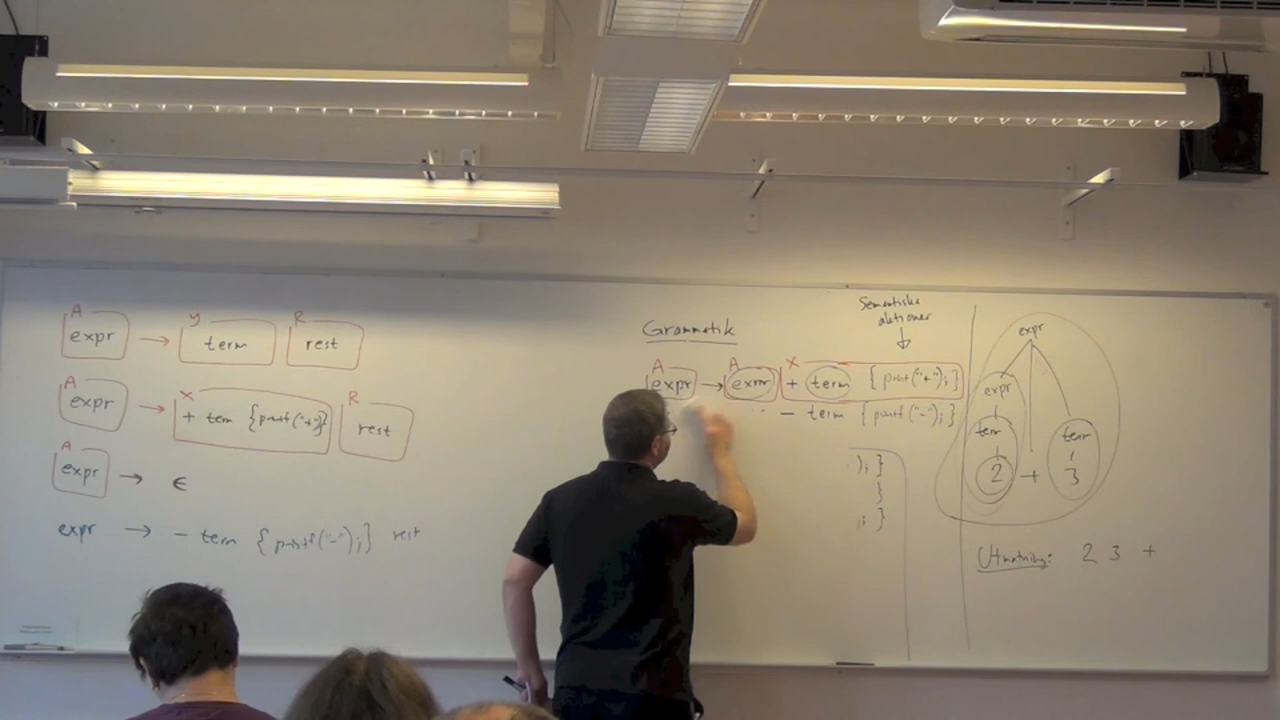 A y R
expr → term rest
A X R
expr → + term {printf("+")} rest
A
expr → ϵ
expr → - term {printf("-");} rest
Semantiska
aktioner
Grammatik
A A X
expr → expr + term {print("+");}
- term {printf("-");}
);}
}
;}
expr
expr
term term
2 + 3
Utmatning: 2 3 +